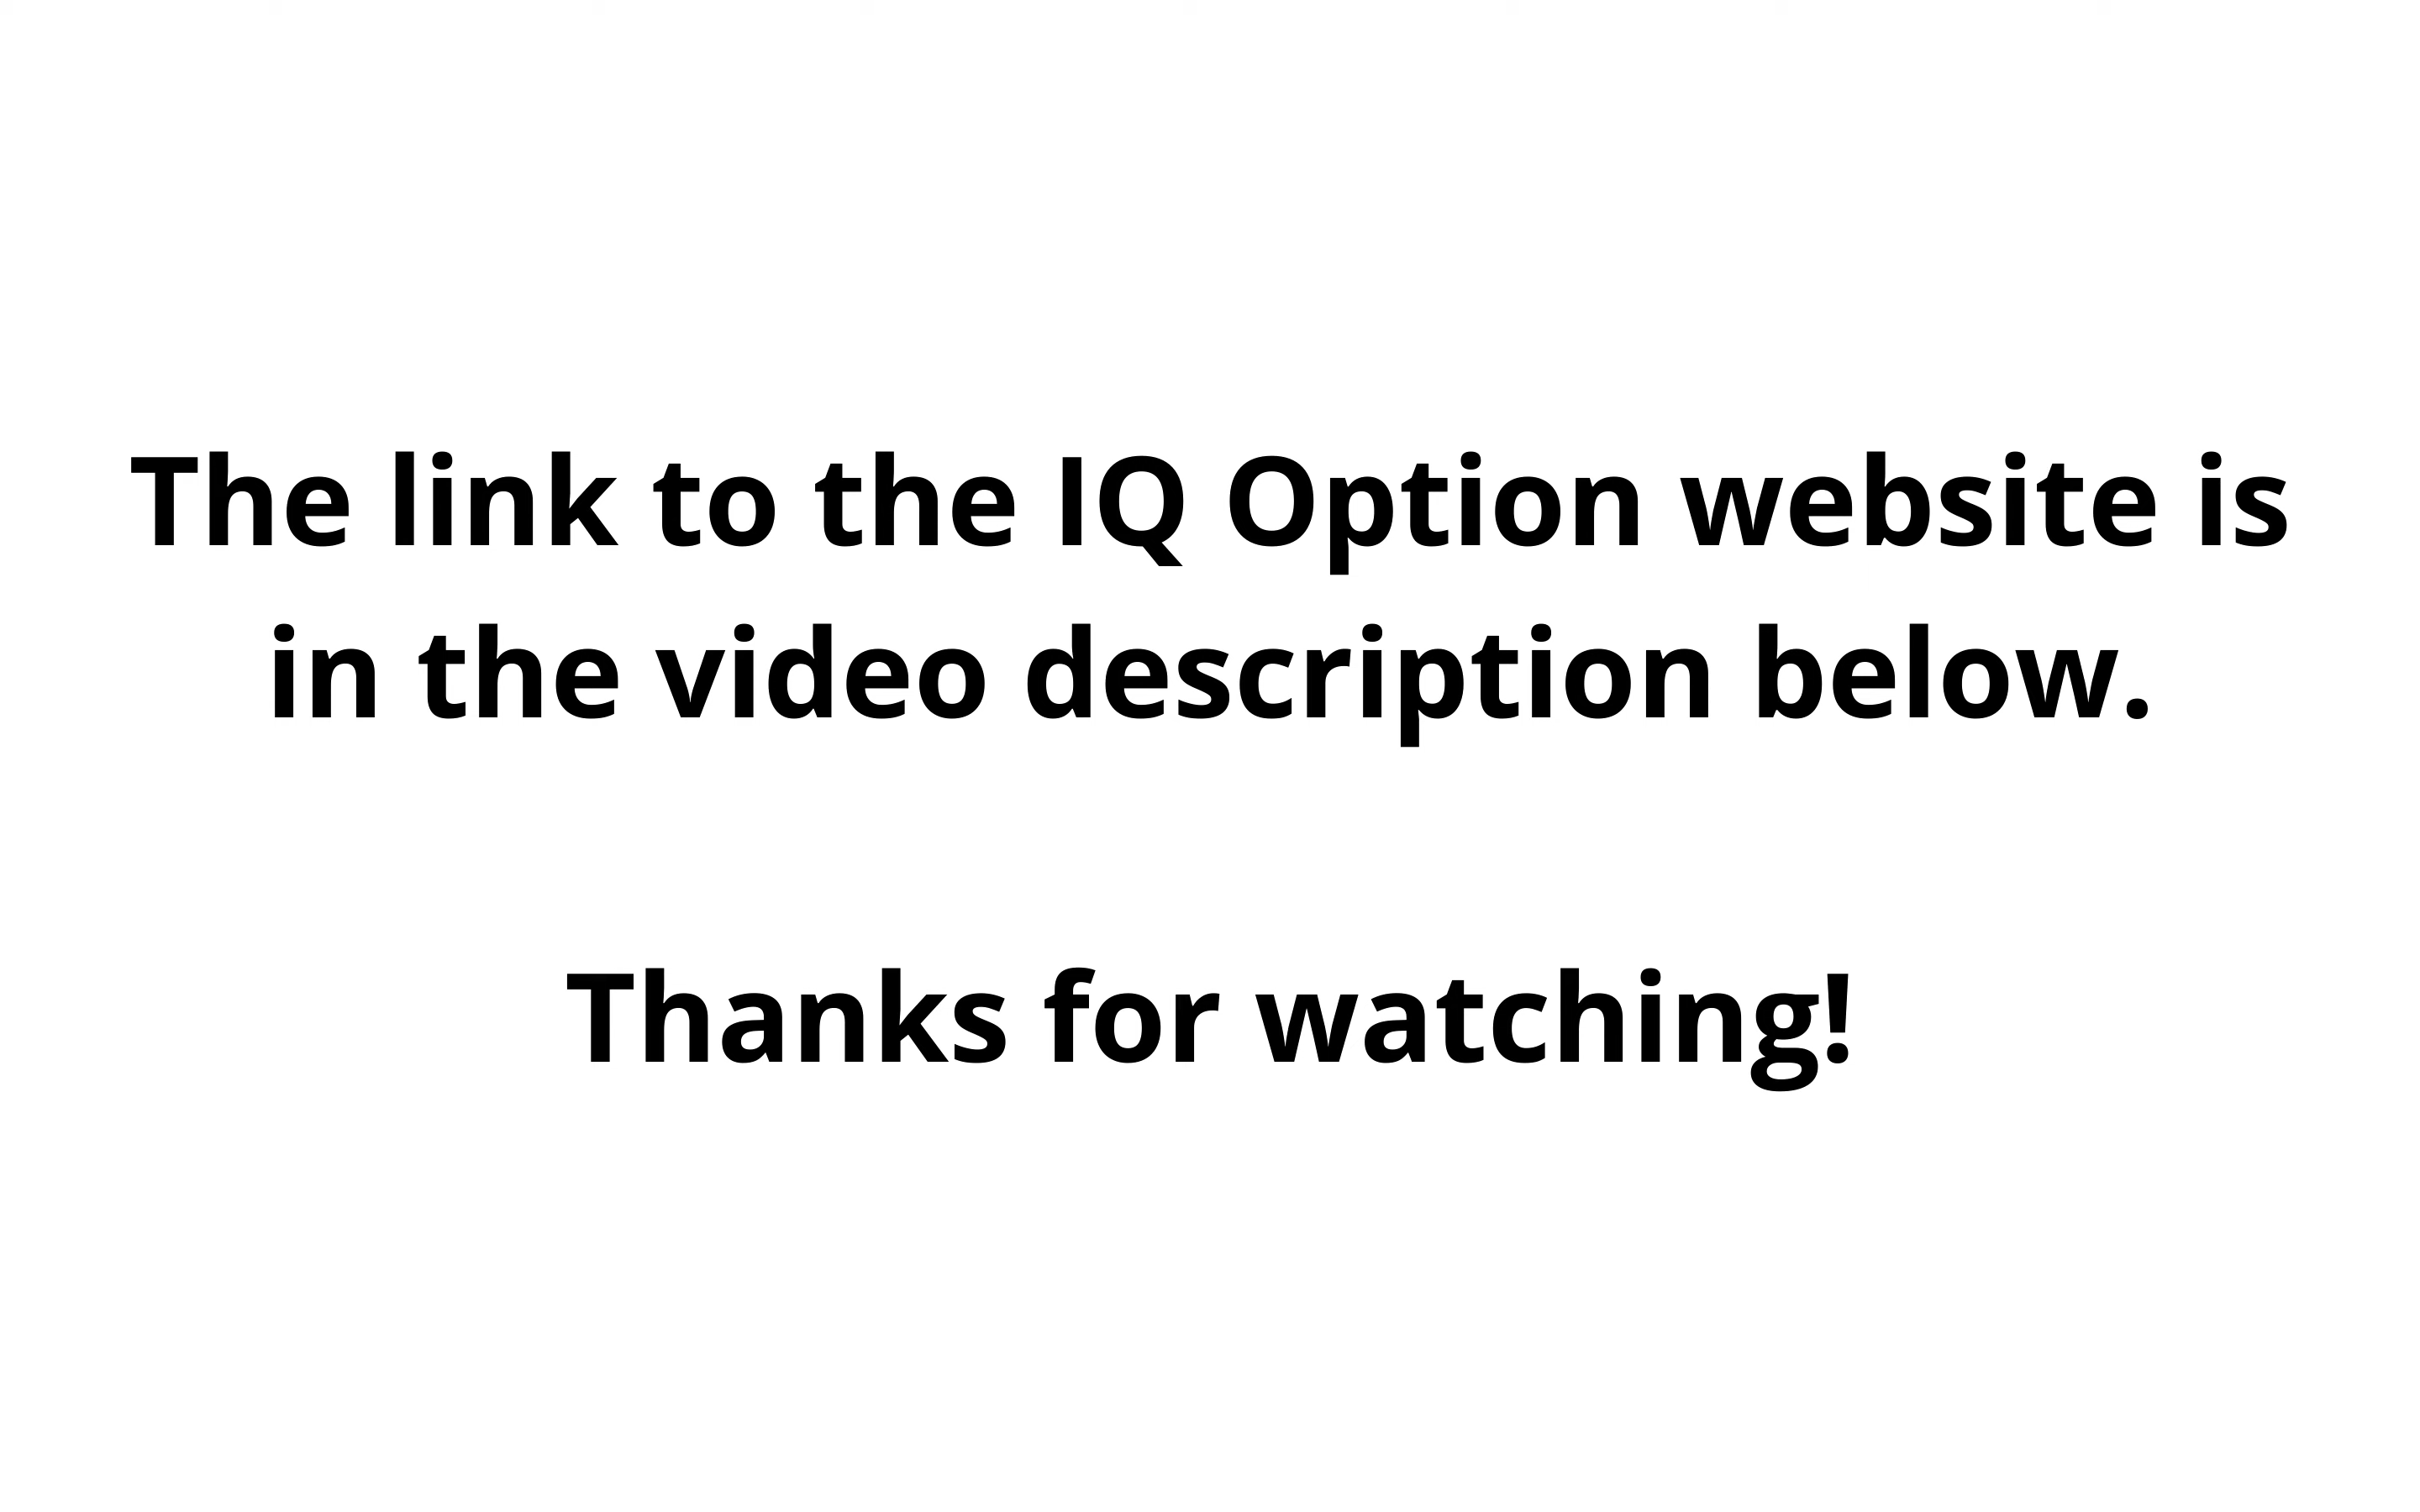 The link to the IQ Option website is
in the video description below.
Thanks for watching!